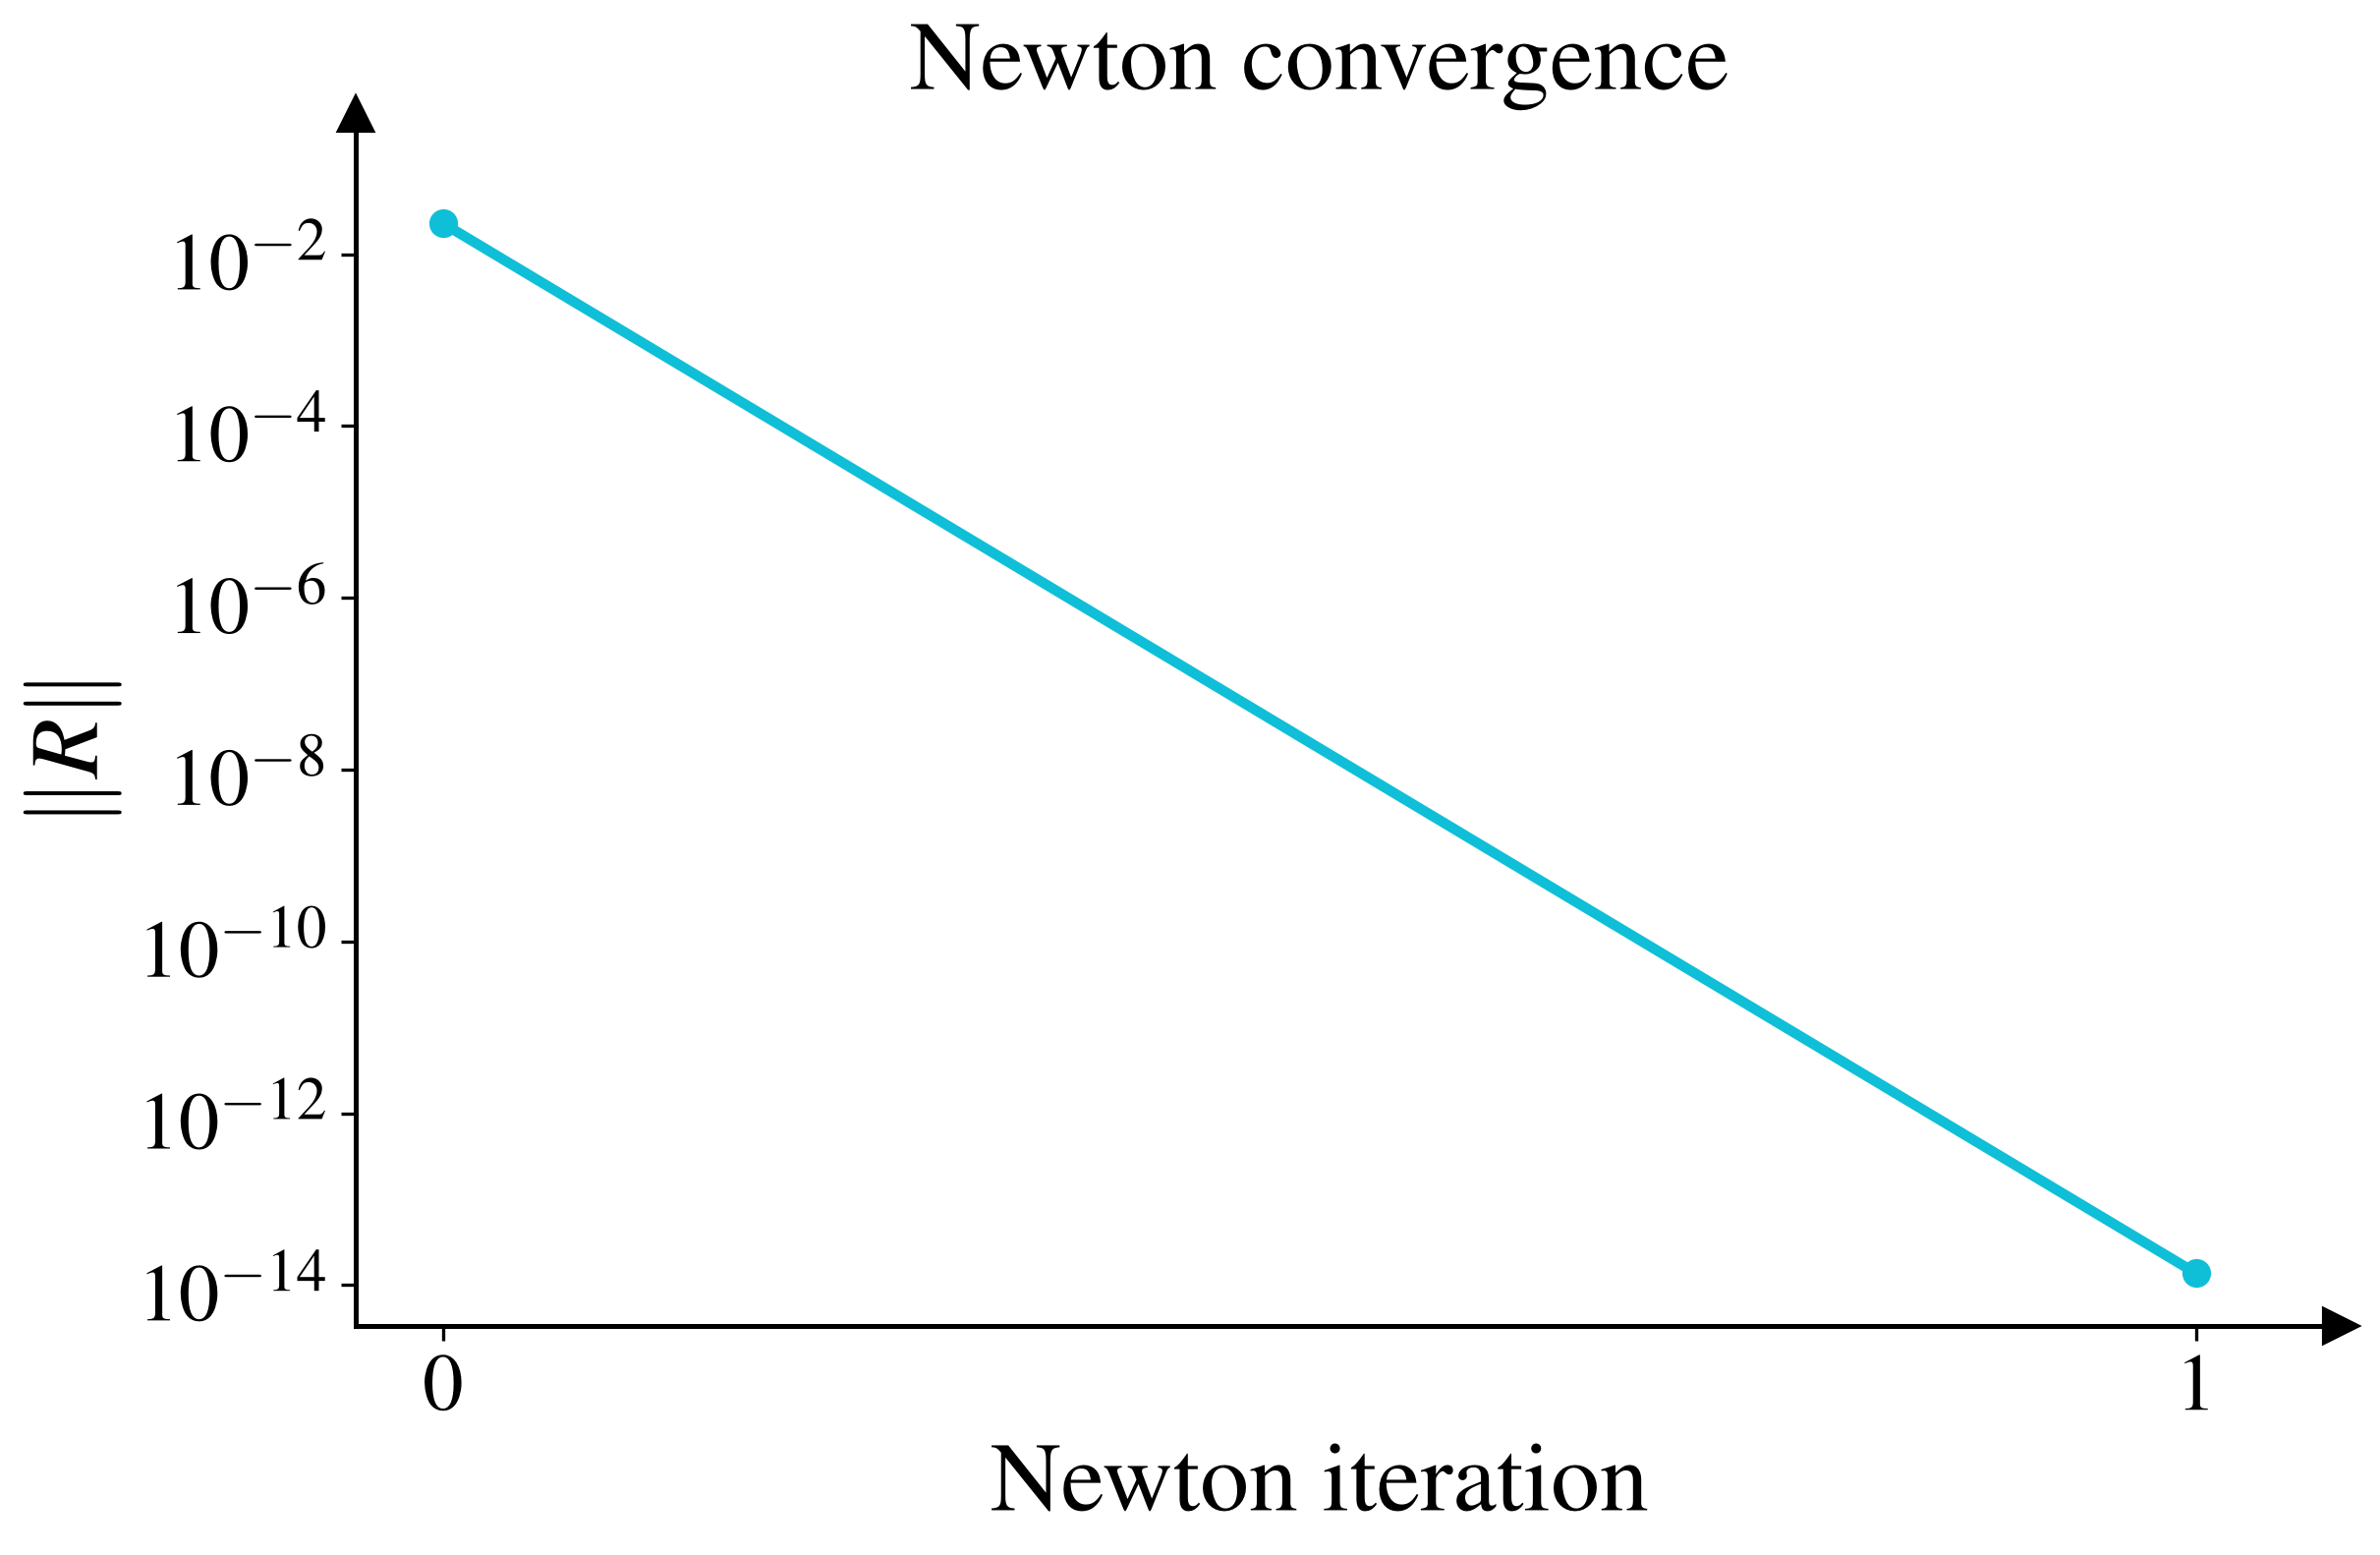 Newton convergence
10⁻²
10⁻⁴
10⁻⁶
10⁻⁸
10⁻¹⁰
10⁻¹²
10⁻¹⁴
‖R‖
0 1
Newton iteration